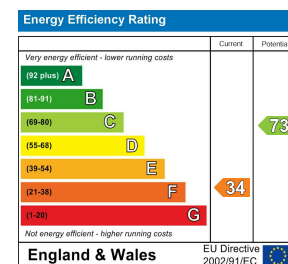 Energy Efficiency Rating
Current Potentia
Very energy efficient - lower running costs
(92 plus) A
(81-91) B
(69-80) C
73
(55-68) D
(39-54) E
(21-38) F
34
(1-20) G
Not energy efficient - higher running costs
England & Wales
EU Directive
2002/91/EC